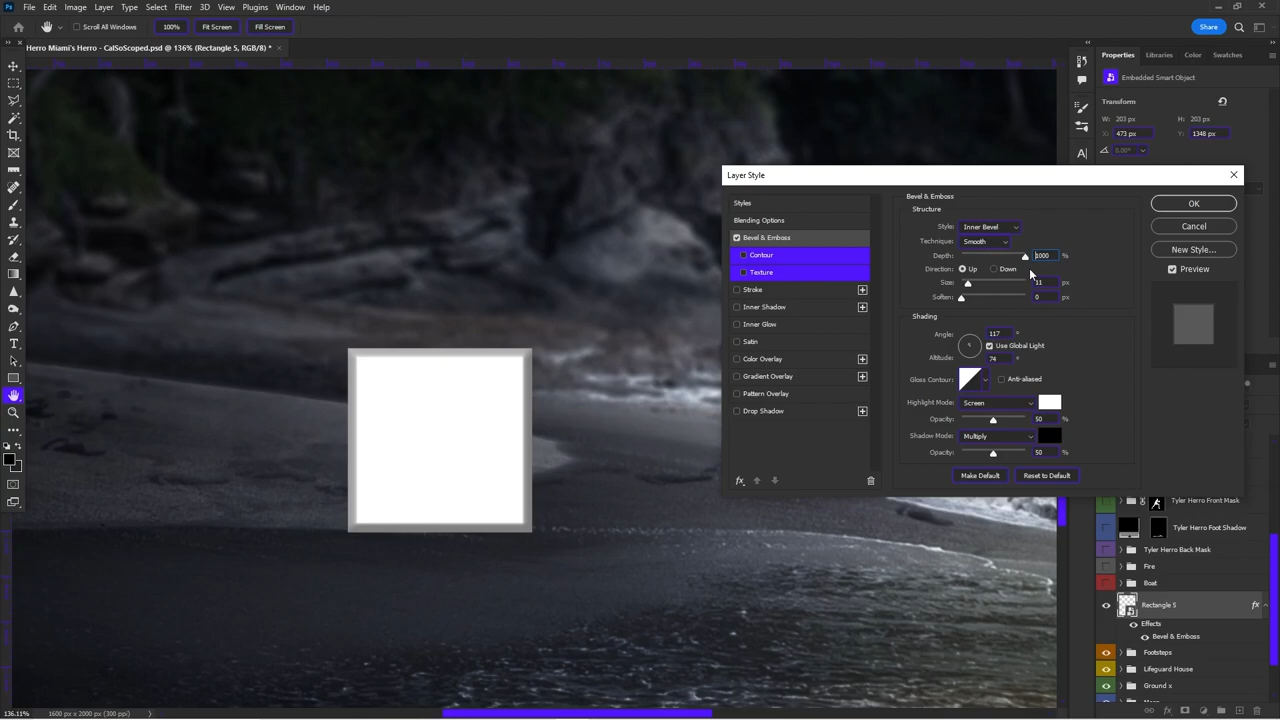 Ps File Edit Image Layer Type Select Filter 3D View Plugins Window Help
Scroll All Windows 100% Fit Screen Fill Screen Share
Herro Miami's Herro - CalSoScoped.psd @ 136% (Rectangle 5, RGB/8) *
Properties Libraries Color Swatches
Embedded Smart Object
Transform
W: 203 px H: 203 px
X: 473 px Y: 1348 px
0.00°
Layer Style
Styles
Blending Options
Bevel & Emboss
Contour
Texture
Stroke
Inner Shadow
Inner Glow
Satin
Color Overlay
Gradient Overlay
Pattern Overlay
Drop Shadow
fx
Bevel & Emboss
Structure
Style: Inner Bevel
Technique: Smooth
Depth: 1000 %
Direction: Up Down
Size: 11 px
Soften: 0 px
Shading
Angle: 117 °
Use Global Light
Altitude: 74 °
Gloss Contour: Anti-aliased
Highlight Mode: Screen
Opacity: 50 %
Shadow Mode: Multiply
Opacity: 50 %
Make Default Reset to Default
OK
Cancel
New Style...
Preview
Tyler Herro Front Mask
Tyler Herro Foot Shadow
Tyler Herro Back Mask
Fire
Boat
Rectangle 5 fx
Effects
Bevel & Emboss
Footsteps
Lifeguard House
Ground x
136.11% 1600 px x 2000 px (300 ppi)